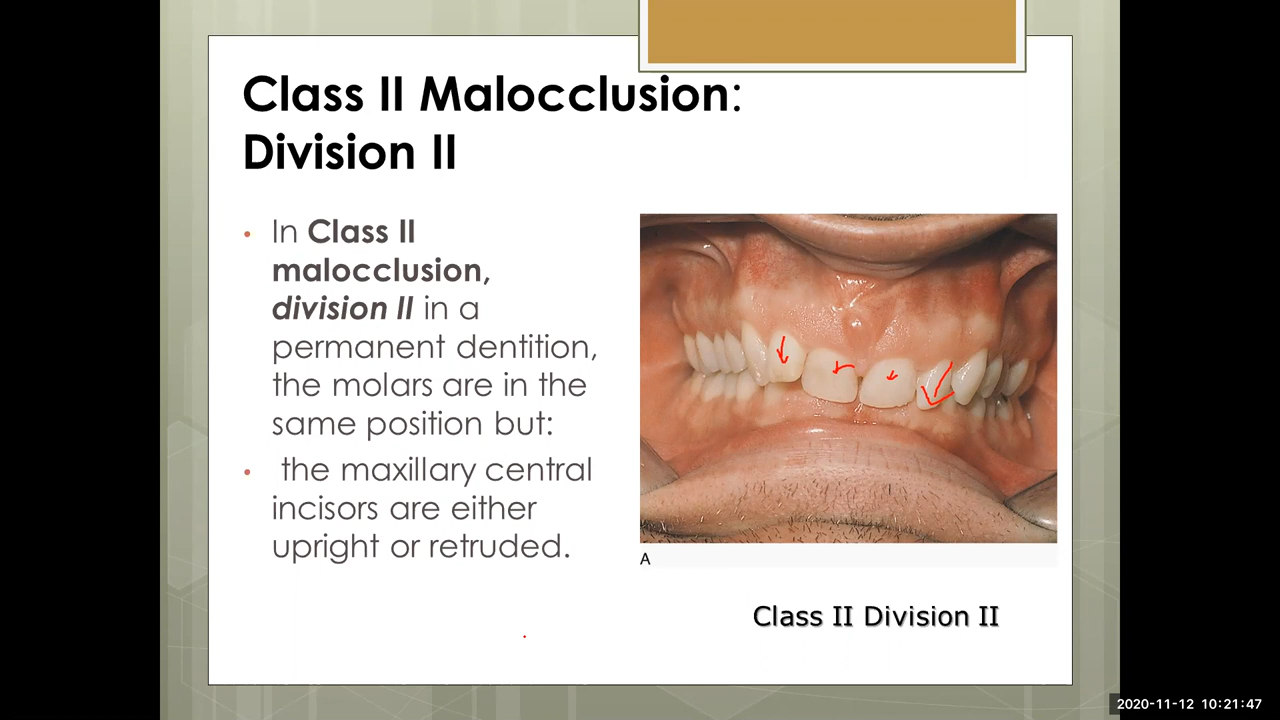 Class II Malocclusion:
Division II
• In Class II
malocclusion,
division II in a
permanent dentition,
the molars are in the
same position but:
• the maxillary central
incisors are either
upright or retruded.
A
Class II Division II
2020-11-12 10:21:47